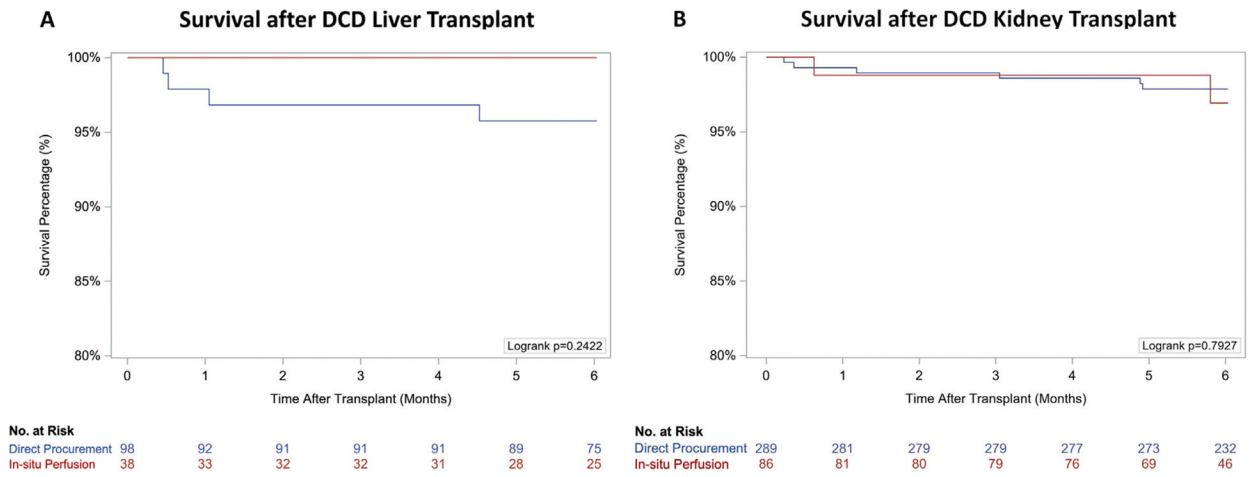 A
Survival after DCD Liver Transplant
100%
95%
90%
85%
80%
Survival Percentage (%)
Logrank p=0.2422
0 1 2 3 4 5 6
Time After Transplant (Months)
No. at Risk
Direct Procurement 98 92 91 91 91 89 75
In-situ Perfusion 38 33 32 32 31 28 25
B
Survival after DCD Kidney Transplant
100%
95%
90%
85%
80%
Survival Percentage (%)
Logrank p=0.7927
0 1 2 3 4 5 6
Time After Transplant (Months)
No. at Risk
Direct Procurement 289 281 279 279 277 273 232
In-situ Perfusion 86 81 80 79 76 69 46